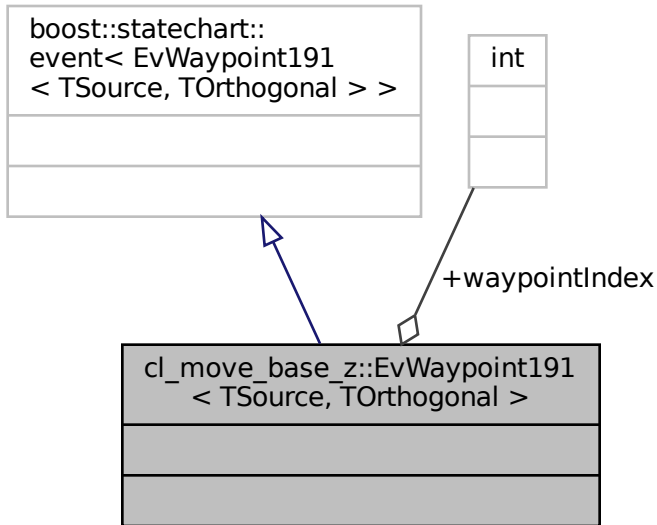 boost::statechart::
event< EvWaypoint191
< TSource, TOrthogonal > >
int
+waypointIndex
cl_move_base_z::EvWaypoint191
< TSource, TOrthogonal >